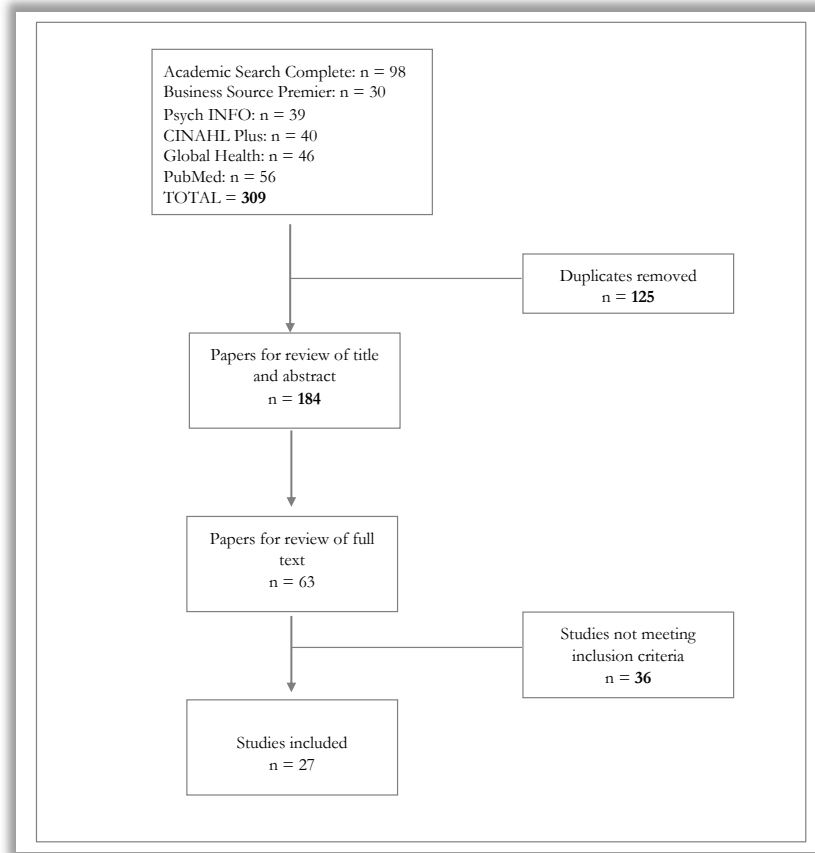 Academic Search Complete: n = 98
Business Source Premier: n = 30
Psych INFO: n = 39
CINAHL Plus: n = 40
Global Health: n = 46
PubMed: n = 56
TOTAL = 309
Duplicates removed
n = 125
Papers for review of title
and abstract
n = 184
Papers for review of full
text
n = 63
Studies not meeting
inclusion criteria
n = 36
Studies included
n = 27